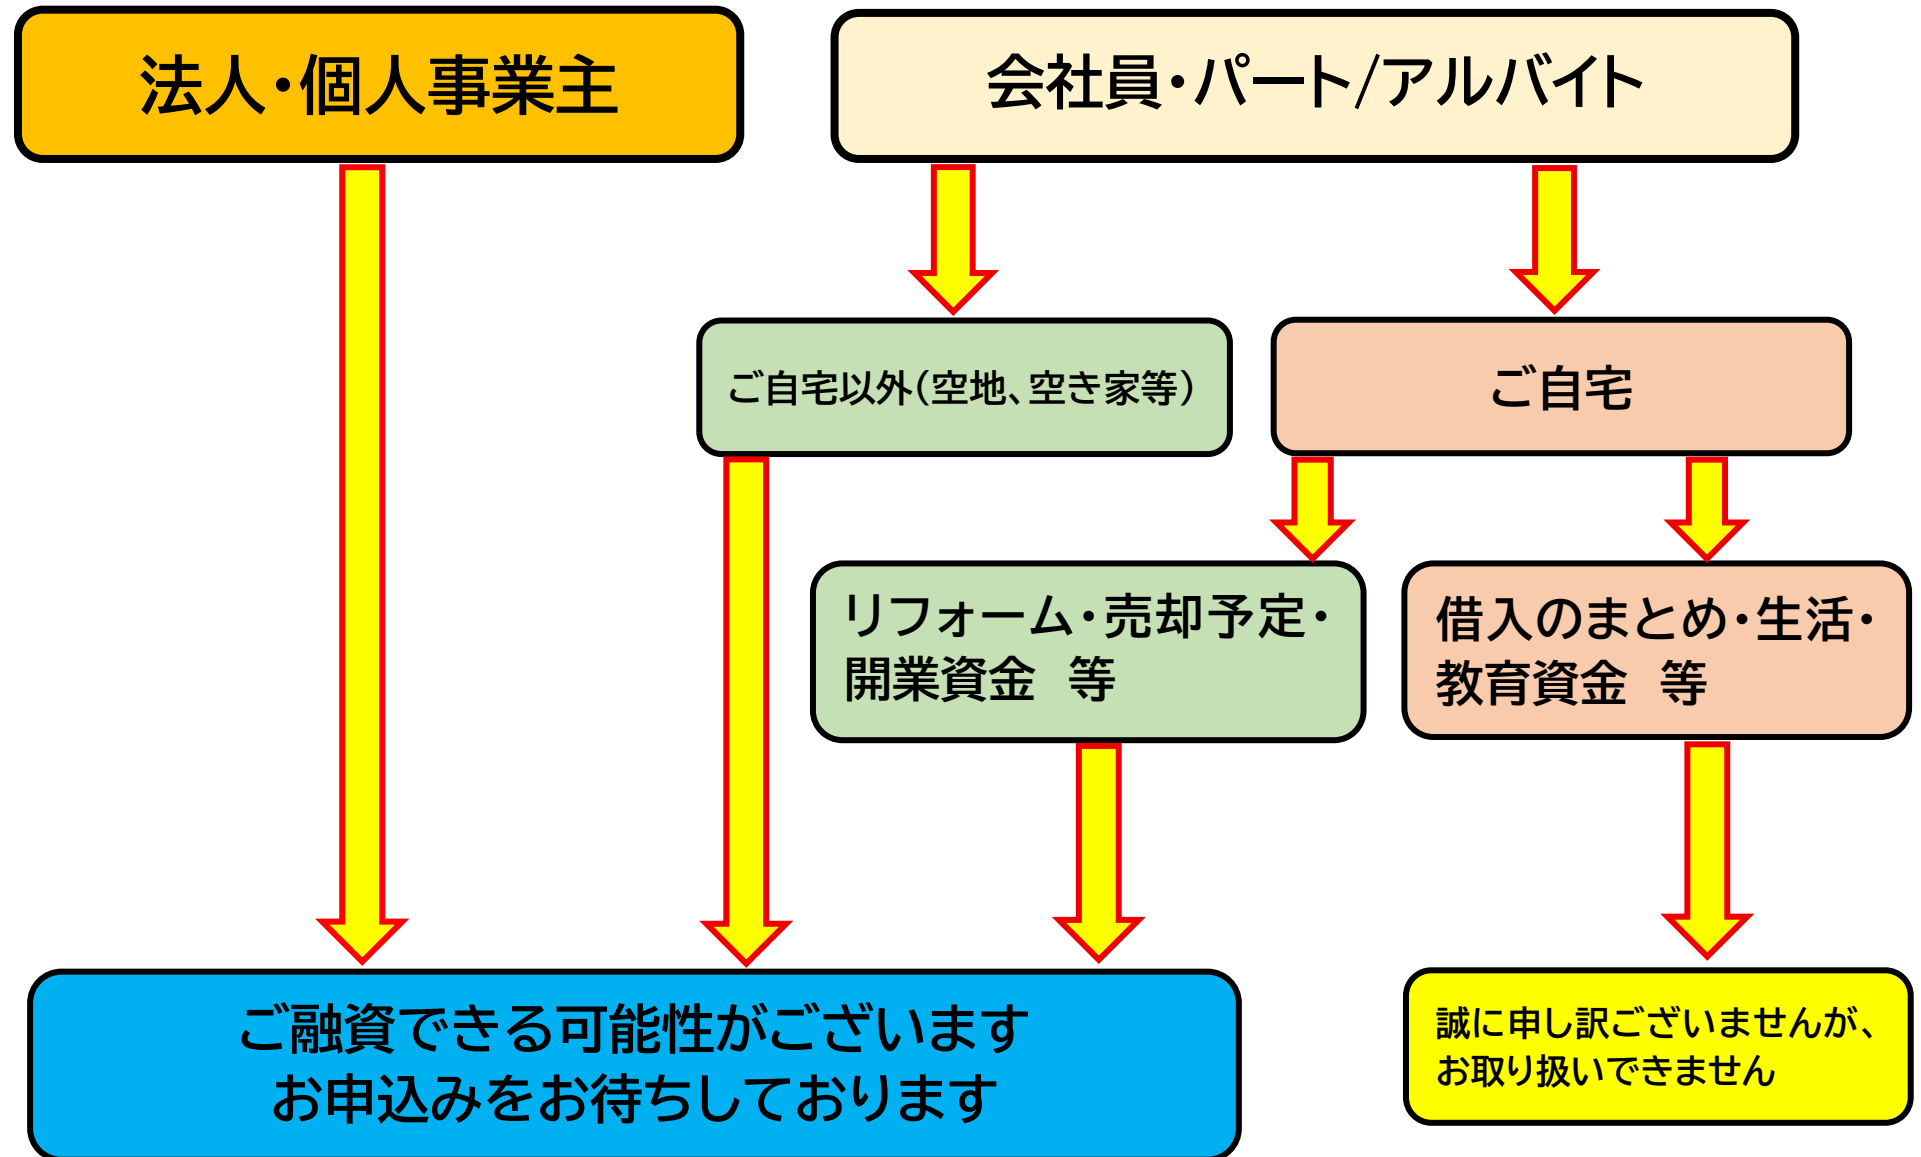 法人・個人事業主
会社員・パート/アルバイト
ご自宅以外(空地、空き家等)
ご自宅
リフォーム・売却予定・
開業資金　等
借入のまとめ・生活・
教育資金　等
ご融資できる可能性がございます
お申込みをお待ちしております
誠に申し訳ございませんが、
お取り扱いできません